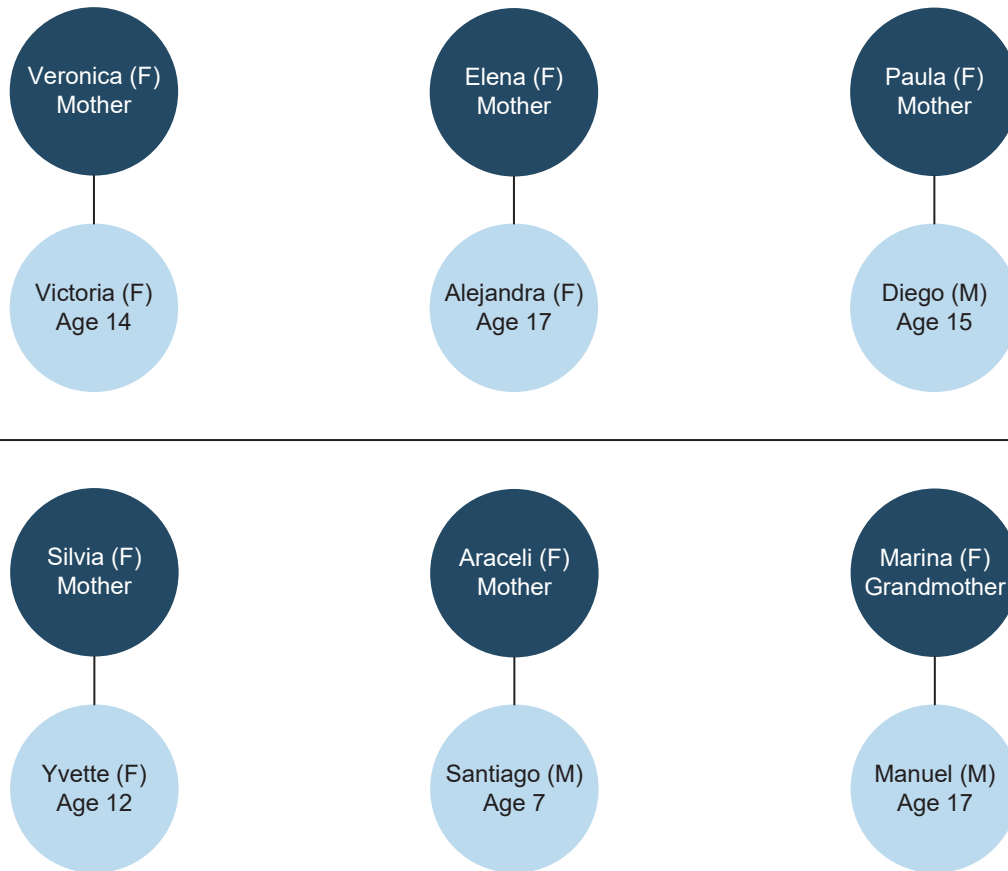 Veronica (F)
Mother
Elena (F)
Mother
Paula (F)
Mother
Victoria (F)
Age 14
Alejandra (F)
Age 17
Diego (M)
Age 15
Silvia (F)
Mother
Araceli (F)
Mother
Marina (F)
Grandmother
Yvette (F)
Age 12
Santiago (M)
Age 7
Manuel (M)
Age 17